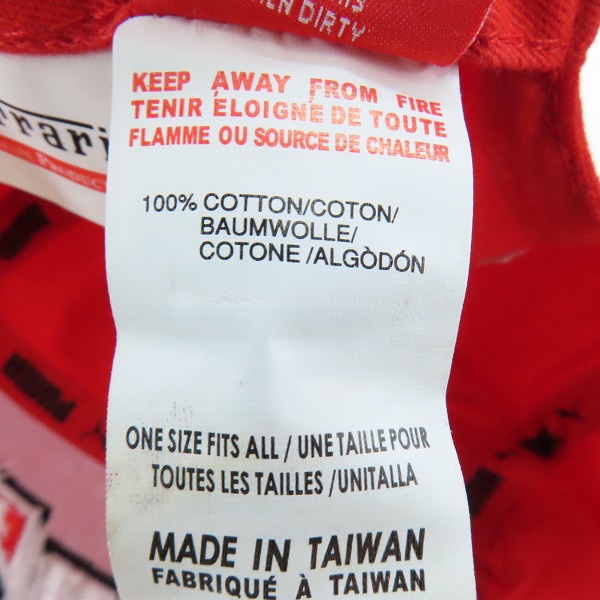 DIRTY
KEEP AWAY FROM FIRE
TENIR ÉLOIGNÉ DE TOUTE
FLAMME OU SOURCE DE CHALEUR
100% COTTON/COTON/
BAUMWOLLE/
COTONE /ALGÒDÓN
ONE SIZE FITS ALL / UNE TAILLE POUR
TOUTES LES TAILLES /UNITALLA
MADE IN TAIWAN
FABRIQUÉ À TAIWAN